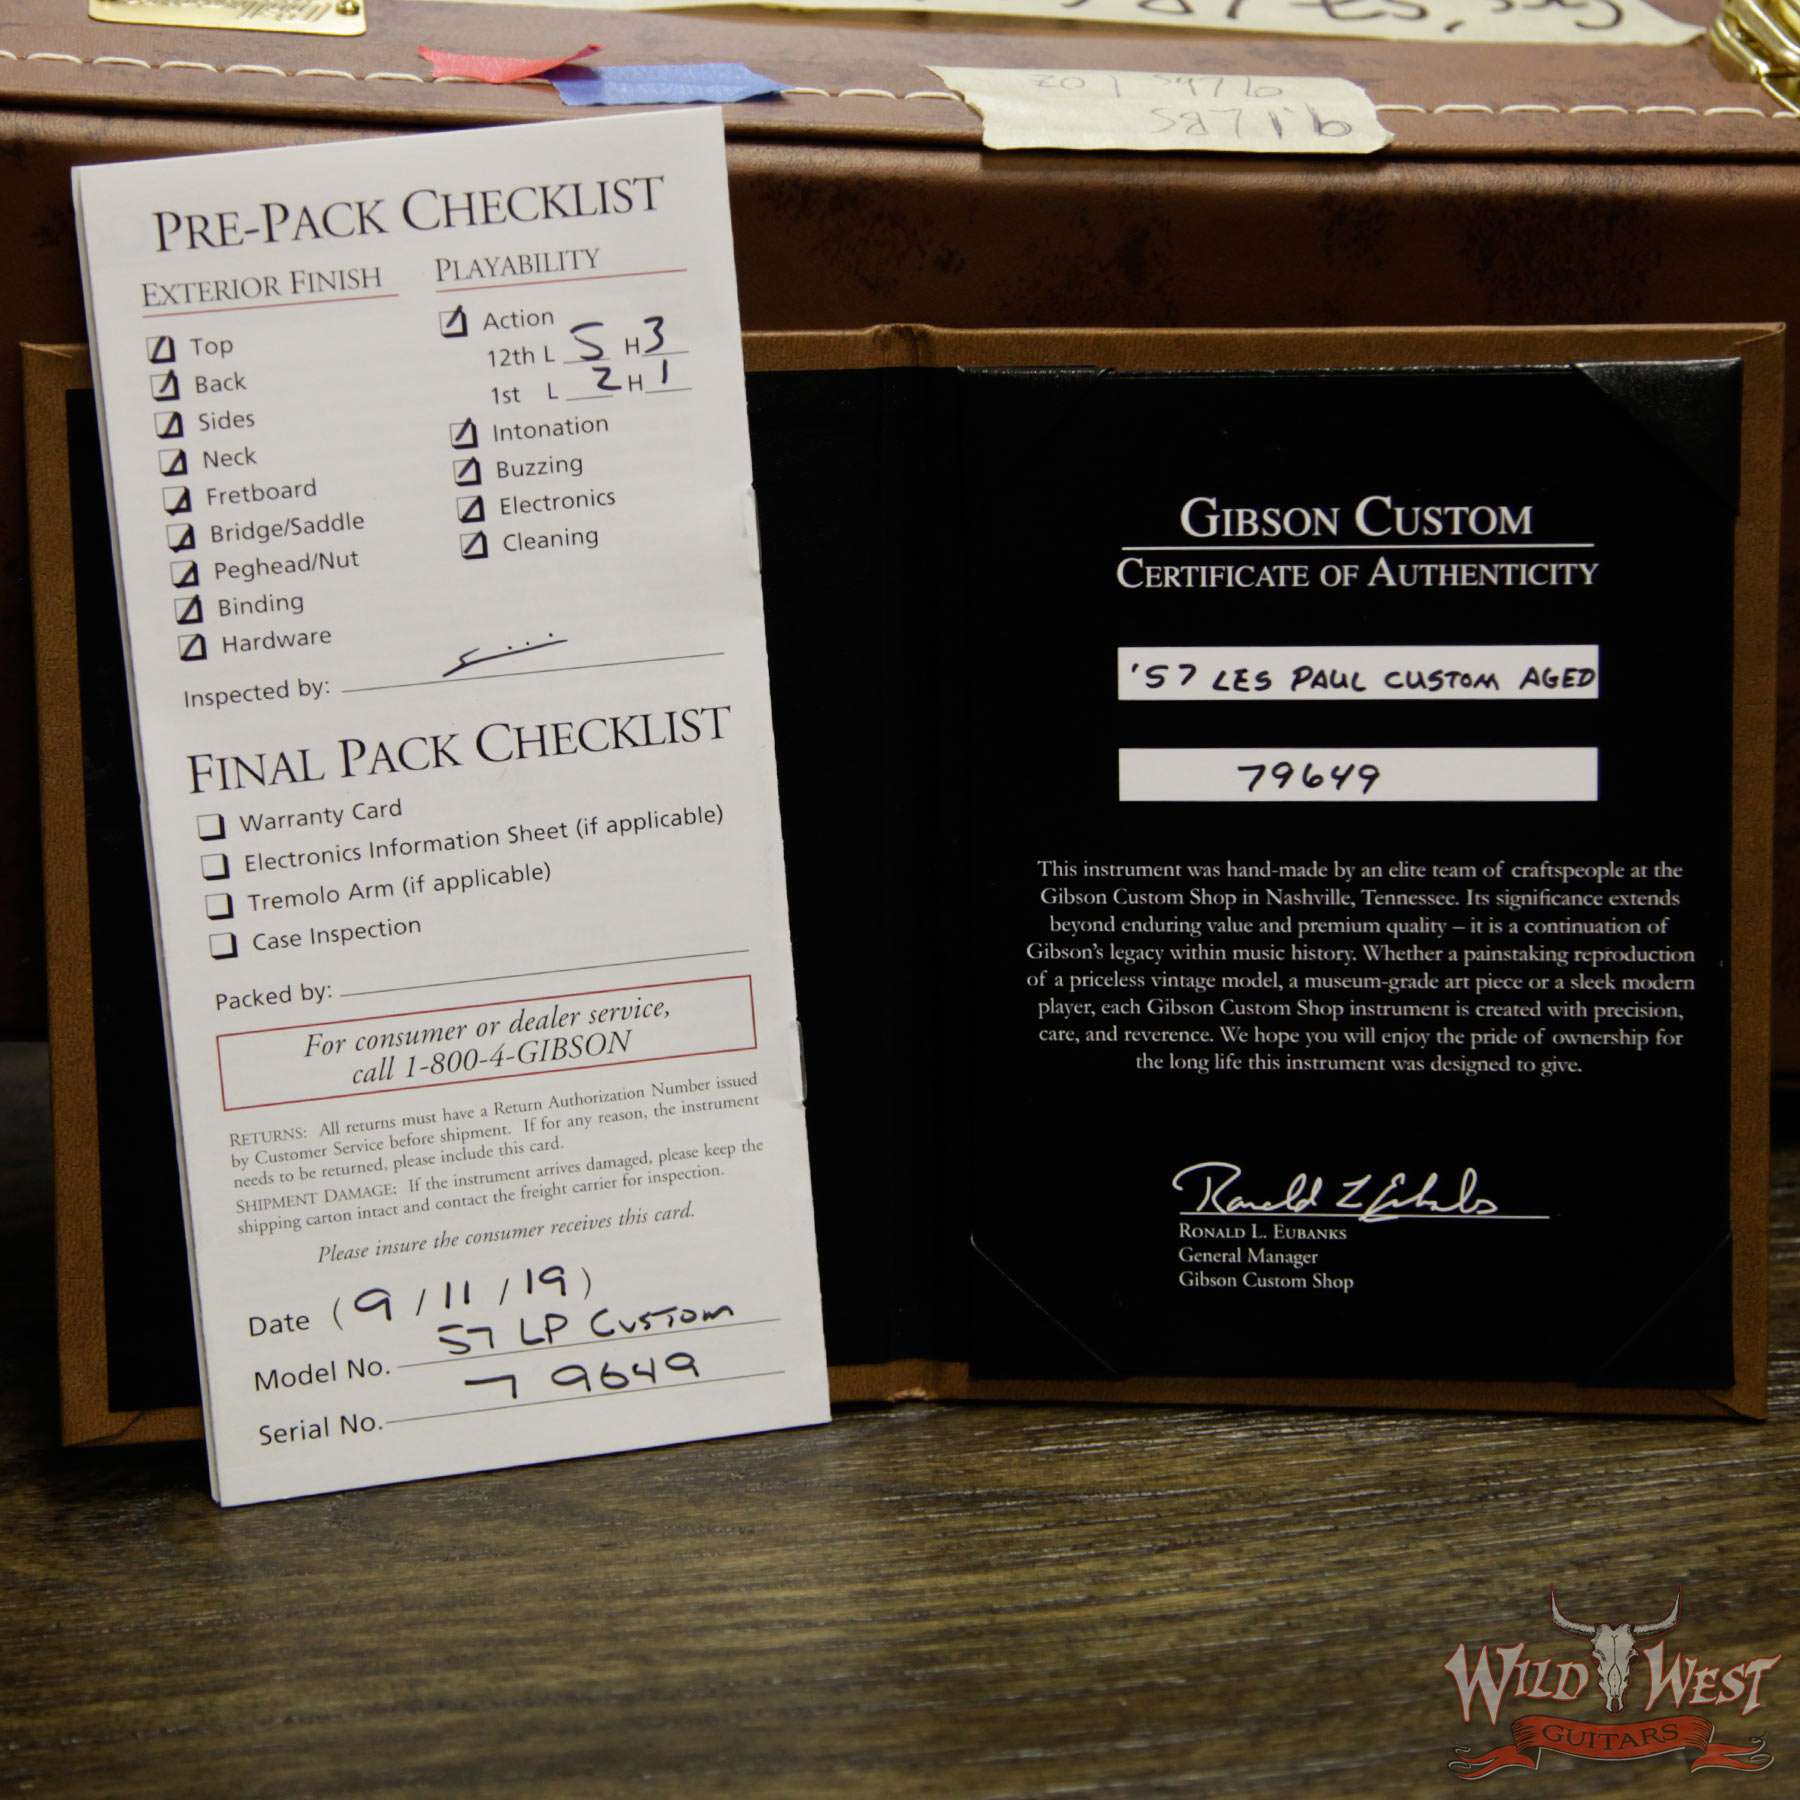 PRE-PACK CHECKLIST
EXTERIOR FINISH
Top
Back
Sides
Neck
Fretboard
Bridge/Saddle
Peghead/Nut
Binding
Hardware
PLAYABILITY
Action
12th L 5 H 3
1st L 2 H 1
Intonation
Buzzing
Electronics
Cleaning
Inspected by:
FINAL PACK CHECKLIST
Warranty Card
Electronics Information Sheet (if applicable)
Tremolo Arm (if applicable)
Case Inspection
Packed by:
For consumer or dealer service,
call 1-800-4-GIBSON
RETURNS: All returns must have a Return Authorization Number issued
by Customer Service before shipment. If for any reason, the instrument
needs to be returned, please include this card.
SHIPMENT DAMAGE: If the instrument arrives damaged, please keep the
shipping carton intact and contact the freight carrier for inspection.
Please insure the consumer receives this card.
Date (9/11/19)
Model No. 57 LP Custom
Serial No. 79649
GIBSON CUSTOM
CERTIFICATE OF AUTHENTICITY
'57 LES PAUL CUSTOM AGED
79649
This instrument was hand-made by an elite team of craftspeople at the
Gibson Custom Shop in Nashville, Tennessee. Its significance extends
beyond enduring value and premium quality – it is a continuation of
Gibson's legacy within music history. Whether a painstaking reproduction
of a priceless vintage model, a museum-grade art piece or a sleek modern
player, each Gibson Custom Shop instrument is created with precision,
care, and reverence. We hope you will enjoy the pride of ownership for
the long life this instrument was designed to give.
Ronald L Eubanks
RONALD L. EUBANKS
General Manager
Gibson Custom Shop
WILD WEST
GUITARS